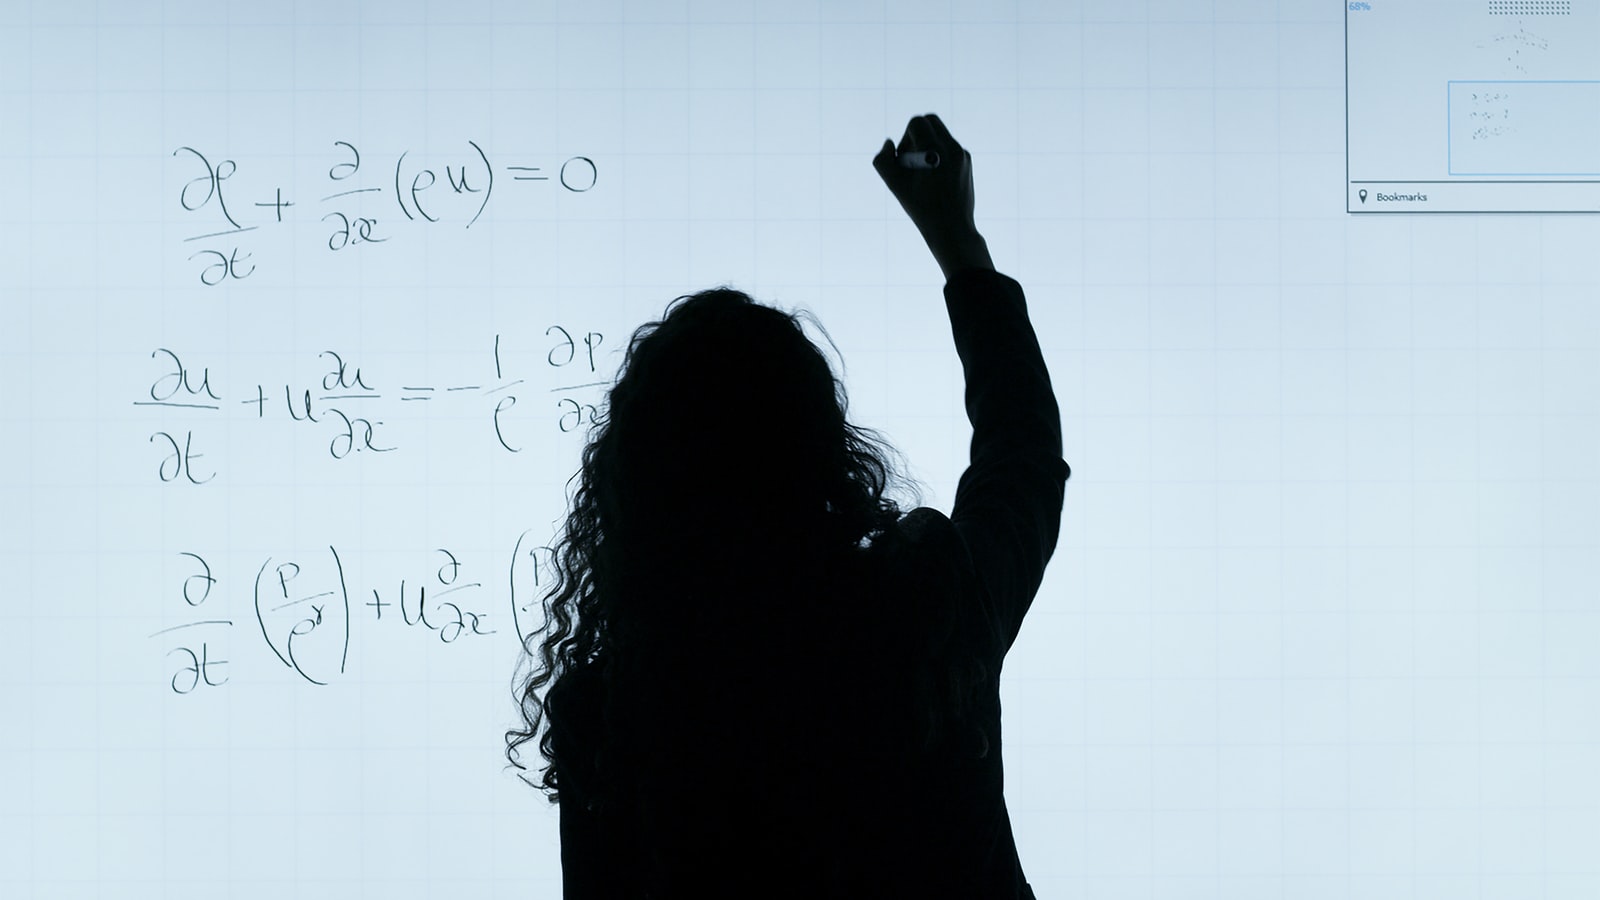 ∂ρ/∂t + ∂/∂x (ρu) = 0
∂u/∂t + u ∂u/∂x = - 1/ρ ∂p/∂x
∂/∂t (p/ρ^γ) + u ∂/∂x (p
68%
Bookmarks